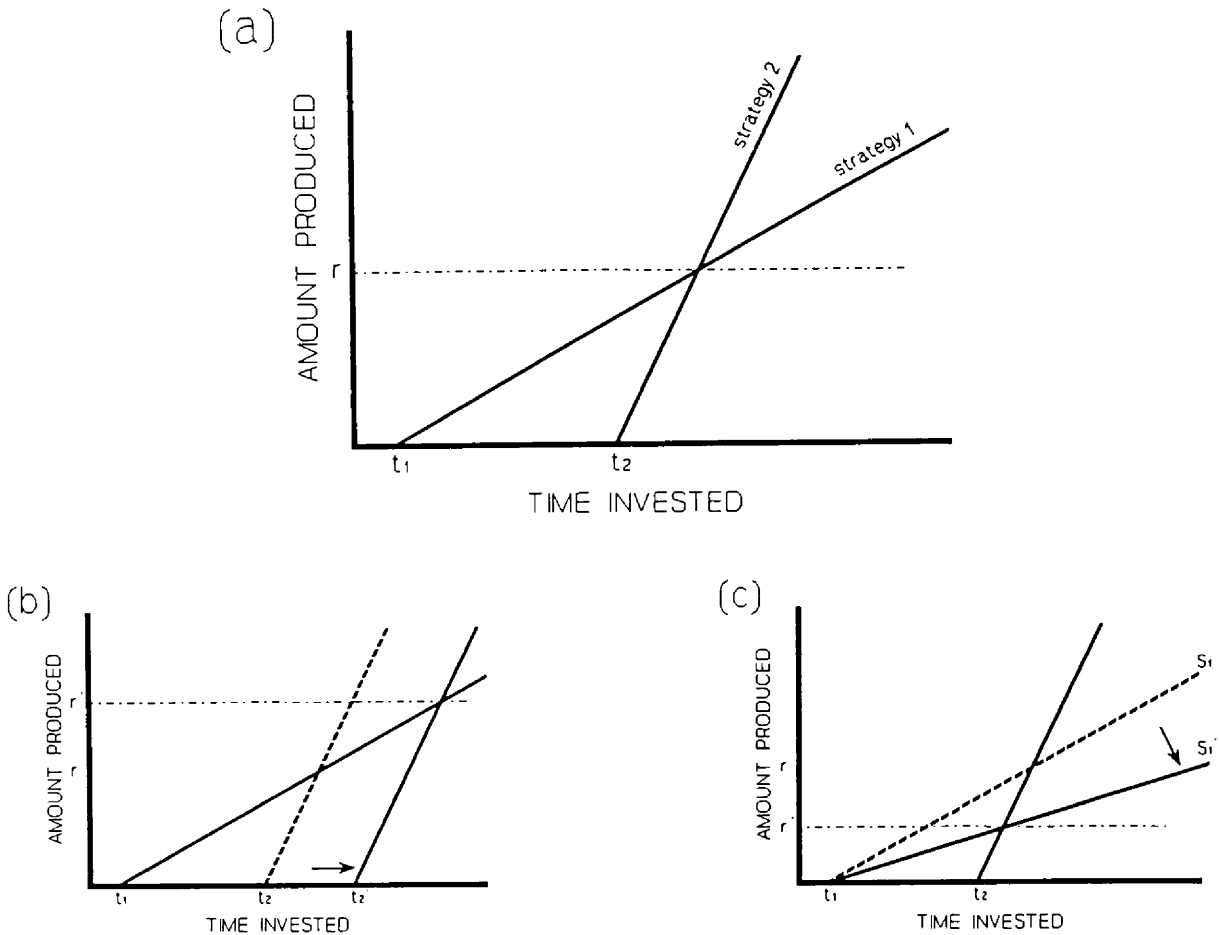 (a)
AMOUNT PRODUCED
r
strategy 2
strategy 1
t1
t2
TIME INVESTED
(b)
AMOUNT PRODUCED
r'
r
t1
t2
t2'
TIME INVESTED
(c)
AMOUNT PRODUCED
r
r'
S1
S1'
t1
t2
TIME INVESTED